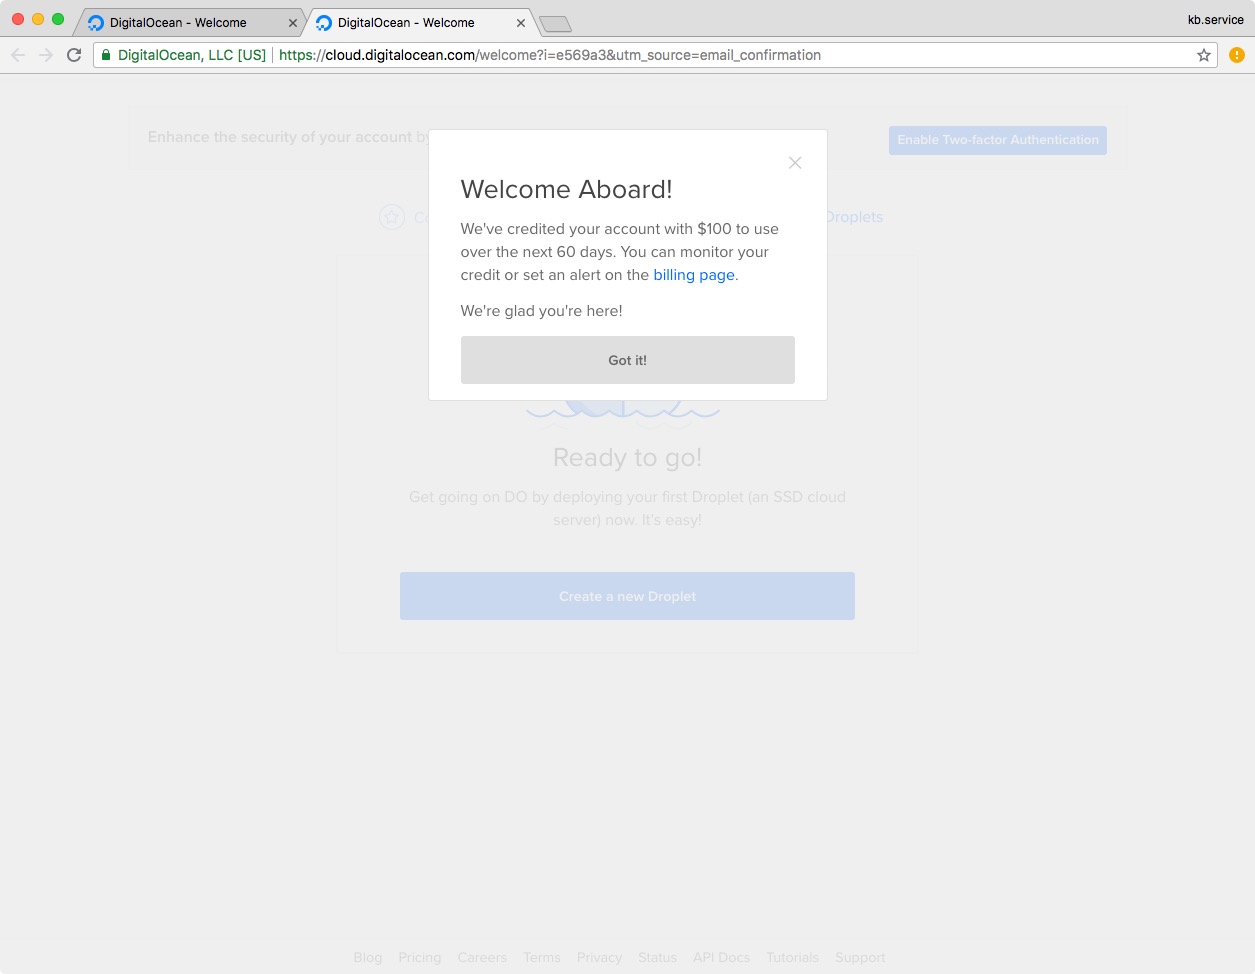 DigitalOcean - Welcome
DigitalOcean - Welcome
kb.service
DigitalOcean, LLC [US]
https://cloud.digitalocean.com/welcome?i=e569a3&utm_source=email_confirmation
Enhance the security of your account by
Enable Two-factor Authentication
Droplets
Welcome Aboard!
We've credited your account with $100 to use
over the next 60 days. You can monitor your
credit or set an alert on the billing page.
We're glad you're here!
Got it!
Ready to go!
Get going on DO by deploying your first Droplet (an SSD cloud
server) now. It's easy!
Create a new Droplet
Blog Pricing Careers Terms Privacy Status API Docs Tutorials Support